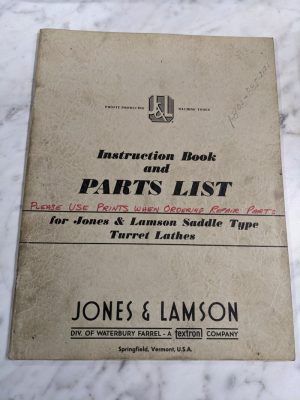 J&L
PROFIT PRODUCING MACHINE TOOLS
Instruction Book
and
PARTS LIST
PLEASE USE PRINTS WHEN ORDERING REPAIR PARTS
for Jones & Lamson Saddle Type
Turret Lathes
JONES & LAMSON
DIV. OF WATERBURY FARREL - A textron COMPANY
Springfield, Vermont, U.S.A.